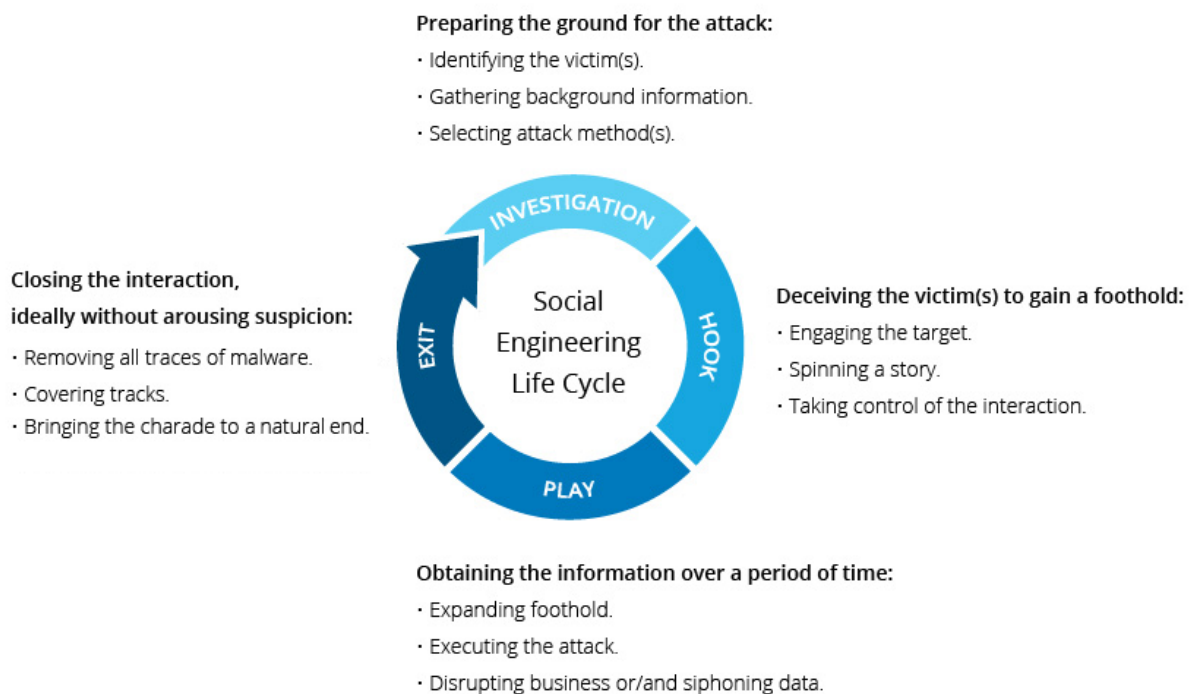 Preparing the ground for the attack:
· Identifying the victim(s).
· Gathering background information.
· Selecting attack method(s).
INVESTIGATION
HOOK
PLAY
EXIT
Social
Engineering
Life Cycle
Closing the interaction,
ideally without arousing suspicion:
· Removing all traces of malware.
· Covering tracks.
· Bringing the charade to a natural end.
Deceiving the victim(s) to gain a foothold:
· Engaging the target.
· Spinning a story.
· Taking control of the interaction.
Obtaining the information over a period of time:
· Expanding foothold.
· Executing the attack.
· Disrupting business or/and siphoning data.